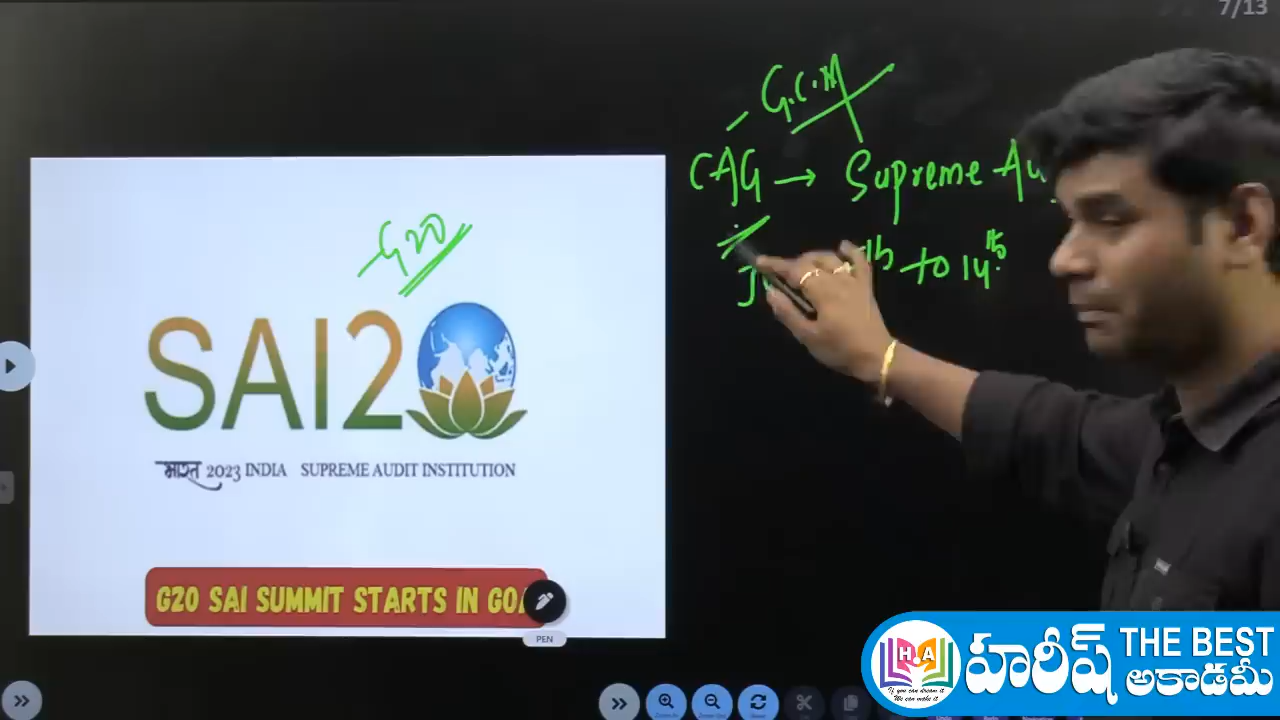 7/13
G.C.M
CAG → Supreme Au
to 14th
G20
SAI20
भारत 2023 INDIA SUPREME AUDIT INSTITUTION
G20 SAI SUMMIT STARTS IN GO
PEN
H A
If you can dream it
We can make it
హరీష్ THE BEST
అకాడమీ